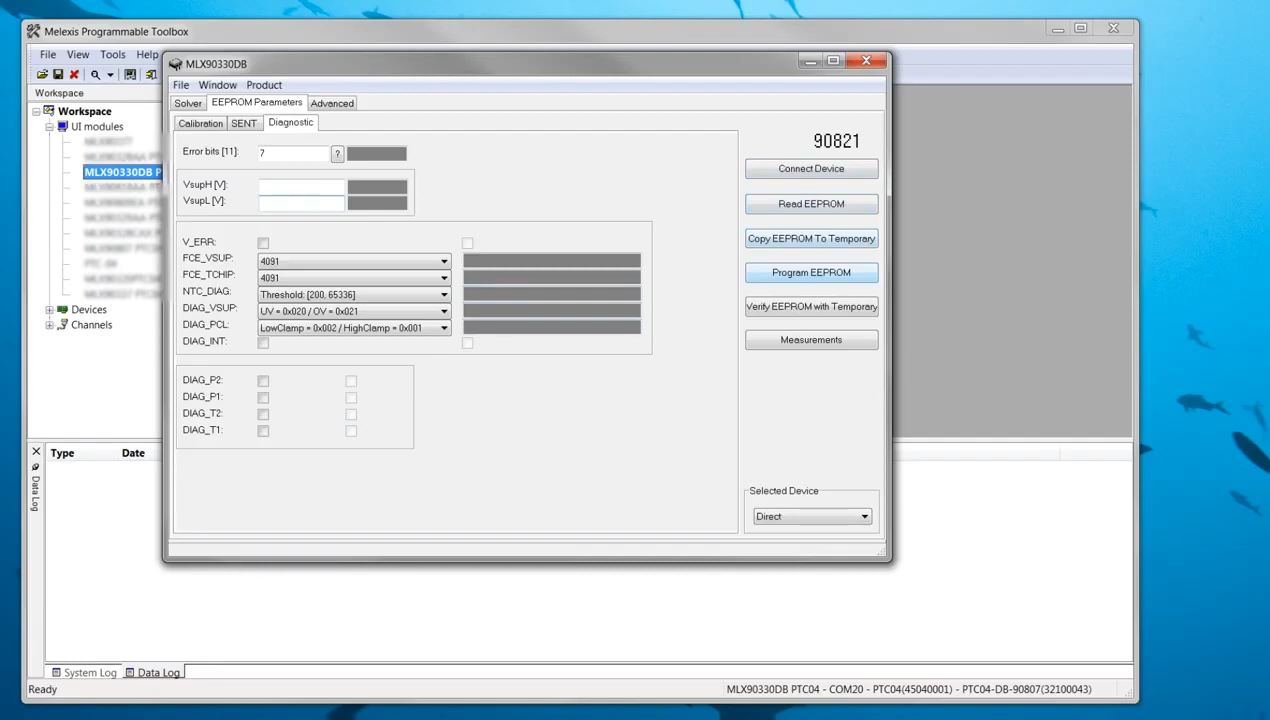 Melexis Programmable Toolbox
File View Tools Help
Workspace
Workspace
UI modules
MLX90330DB P
Devices
Channels
MLX90330DB
File Window Product
Solver EEPROM Parameters Advanced
Calibration SENT Diagnostic
Error bits [11]: 7 ?
VsupH [V]:
VsupL [V]:
V_ERR:
FCE_VSUP: 4091
FCE_TCHIP: 4091
NTC_DIAG: Threshold: [200, 65336]
DIAG_VSUP: UV = 0x020 / OV = 0x021
DIAG_PCL: LowClamp = 0x002 / HighClamp = 0x001
DIAG_INT:
DIAG_P2:
DIAG_P1:
DIAG_T2:
DIAG_T1:
90821
Connect Device
Read EEPROM
Copy EEPROM To Temporary
Program EEPROM
Verify EEPROM with Temporary
Measurements
Selected Device
Direct
Type Date
Data Log
System Log Data Log
Ready MLX90330DB PTC04 - COM20 - PTC04(45040001) - PTC04-DB-90807(32100043)